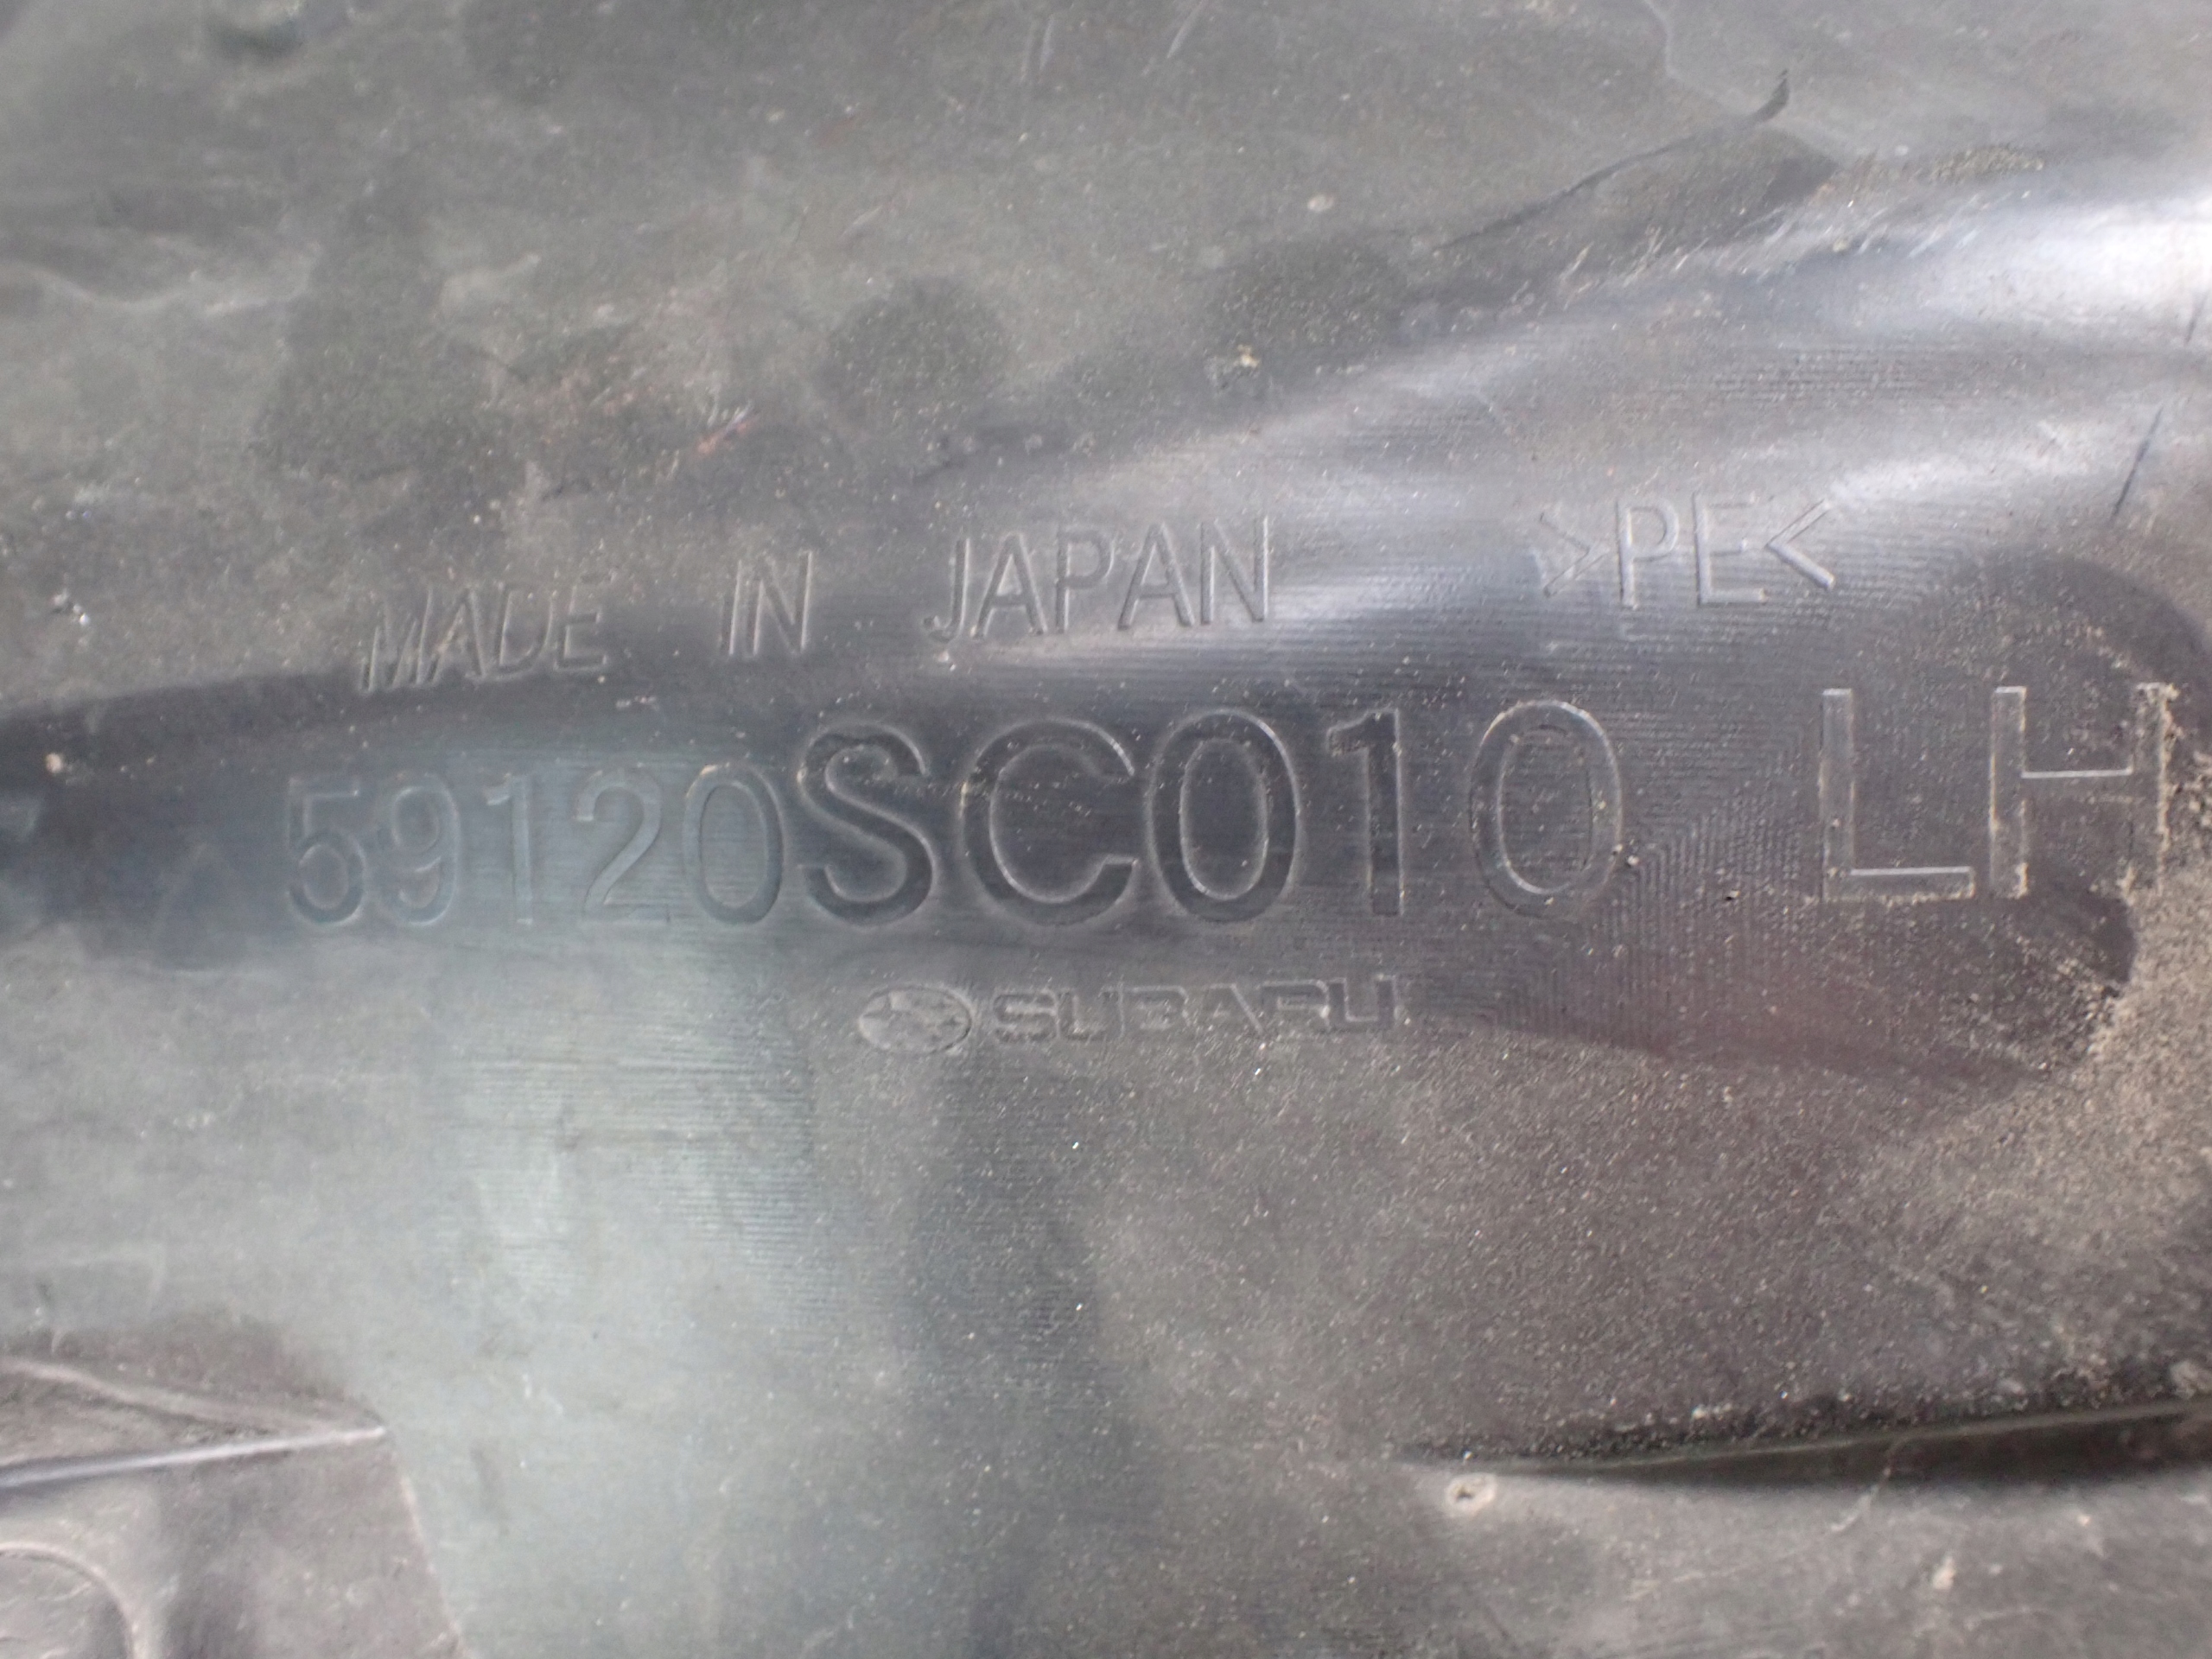 MADE IN JAPAN >PE<
59120SC010 LH
SUBARU